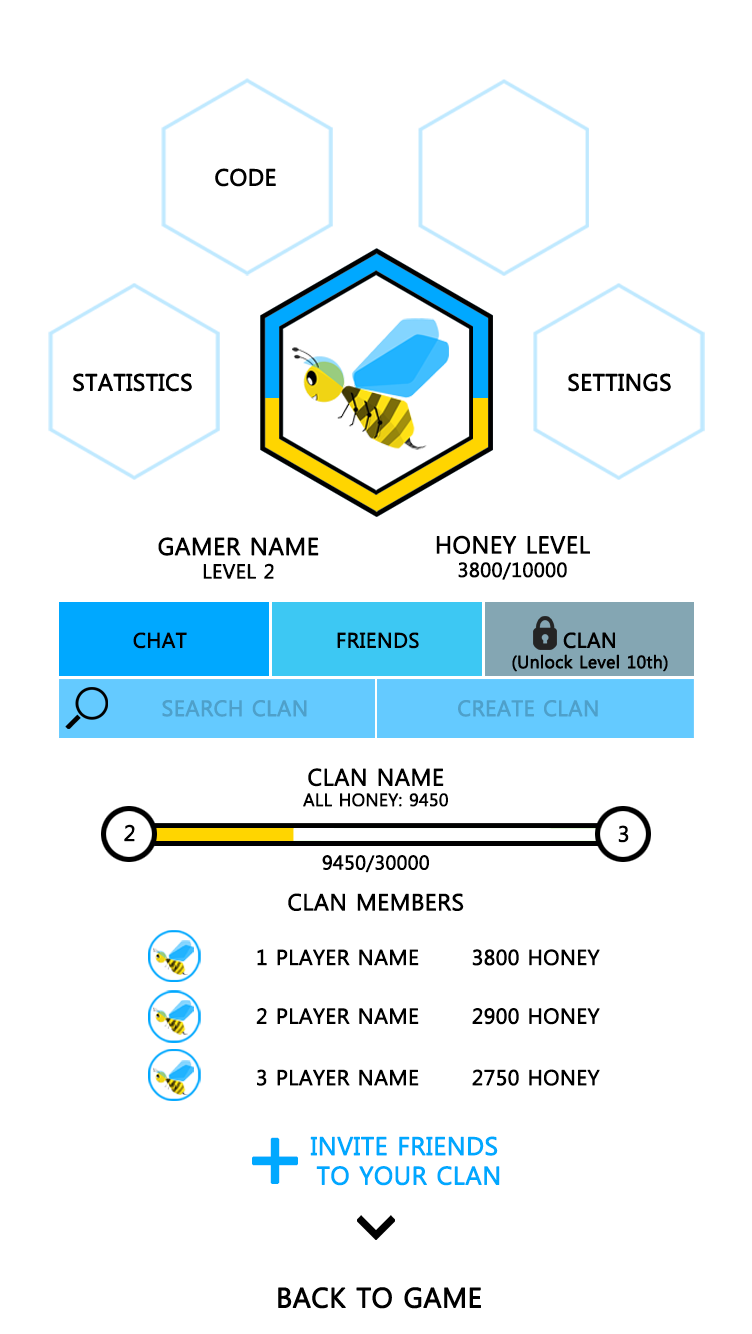 CODE
STATISTICS
SETTINGS
GAMER NAME
LEVEL 2
HONEY LEVEL
3800/10000
CHAT
FRIENDS
CLAN
(Unlock Level 10th)
SEARCH CLAN
CREATE CLAN
CLAN NAME
ALL HONEY: 9450
2
3
9450/30000
CLAN MEMBERS
1 PLAYER NAME 3800 HONEY
2 PLAYER NAME 2900 HONEY
3 PLAYER NAME 2750 HONEY
INVITE FRIENDS
TO YOUR CLAN
BACK TO GAME